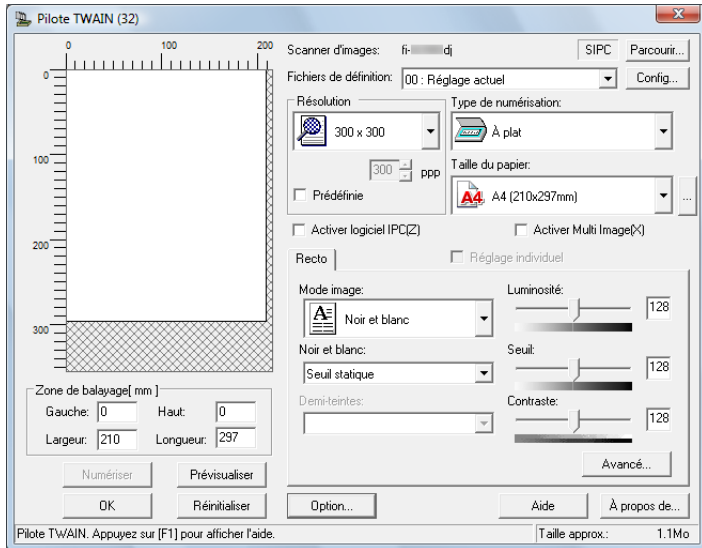 Pilote TWAIN (32)
0 100 200
0
100
200
300
Scanner d'images: fi- dj SIPC Parcourir...
Fichiers de définition: 00 : Réglage actuel Config...
Résolution
300 x 300
300 ppp
Prédéfinie
Type de numérisation:
À plat
Taille du papier:
A4 A4 (210x297mm) ...
Activer logiciel IPC(Z) Activer Multi Image(X)
Recto Réglage individuel
Mode image:
A Noir et blanc
Noir et blanc:
Seuil statique
Demi-teintes:
Luminosité:
128
Seuil:
128
Contraste:
128
Avancé...
Zone de balayage[ mm ]
Gauche: 0 Haut: 0
Largeur: 210 Longueur: 297
Numériser Prévisualiser
OK Réinitialiser Option... Aide À propos de...
Pilote TWAIN. Appuyez sur [F1] pour afficher l'aide. Taille approx.: 1.1Mo